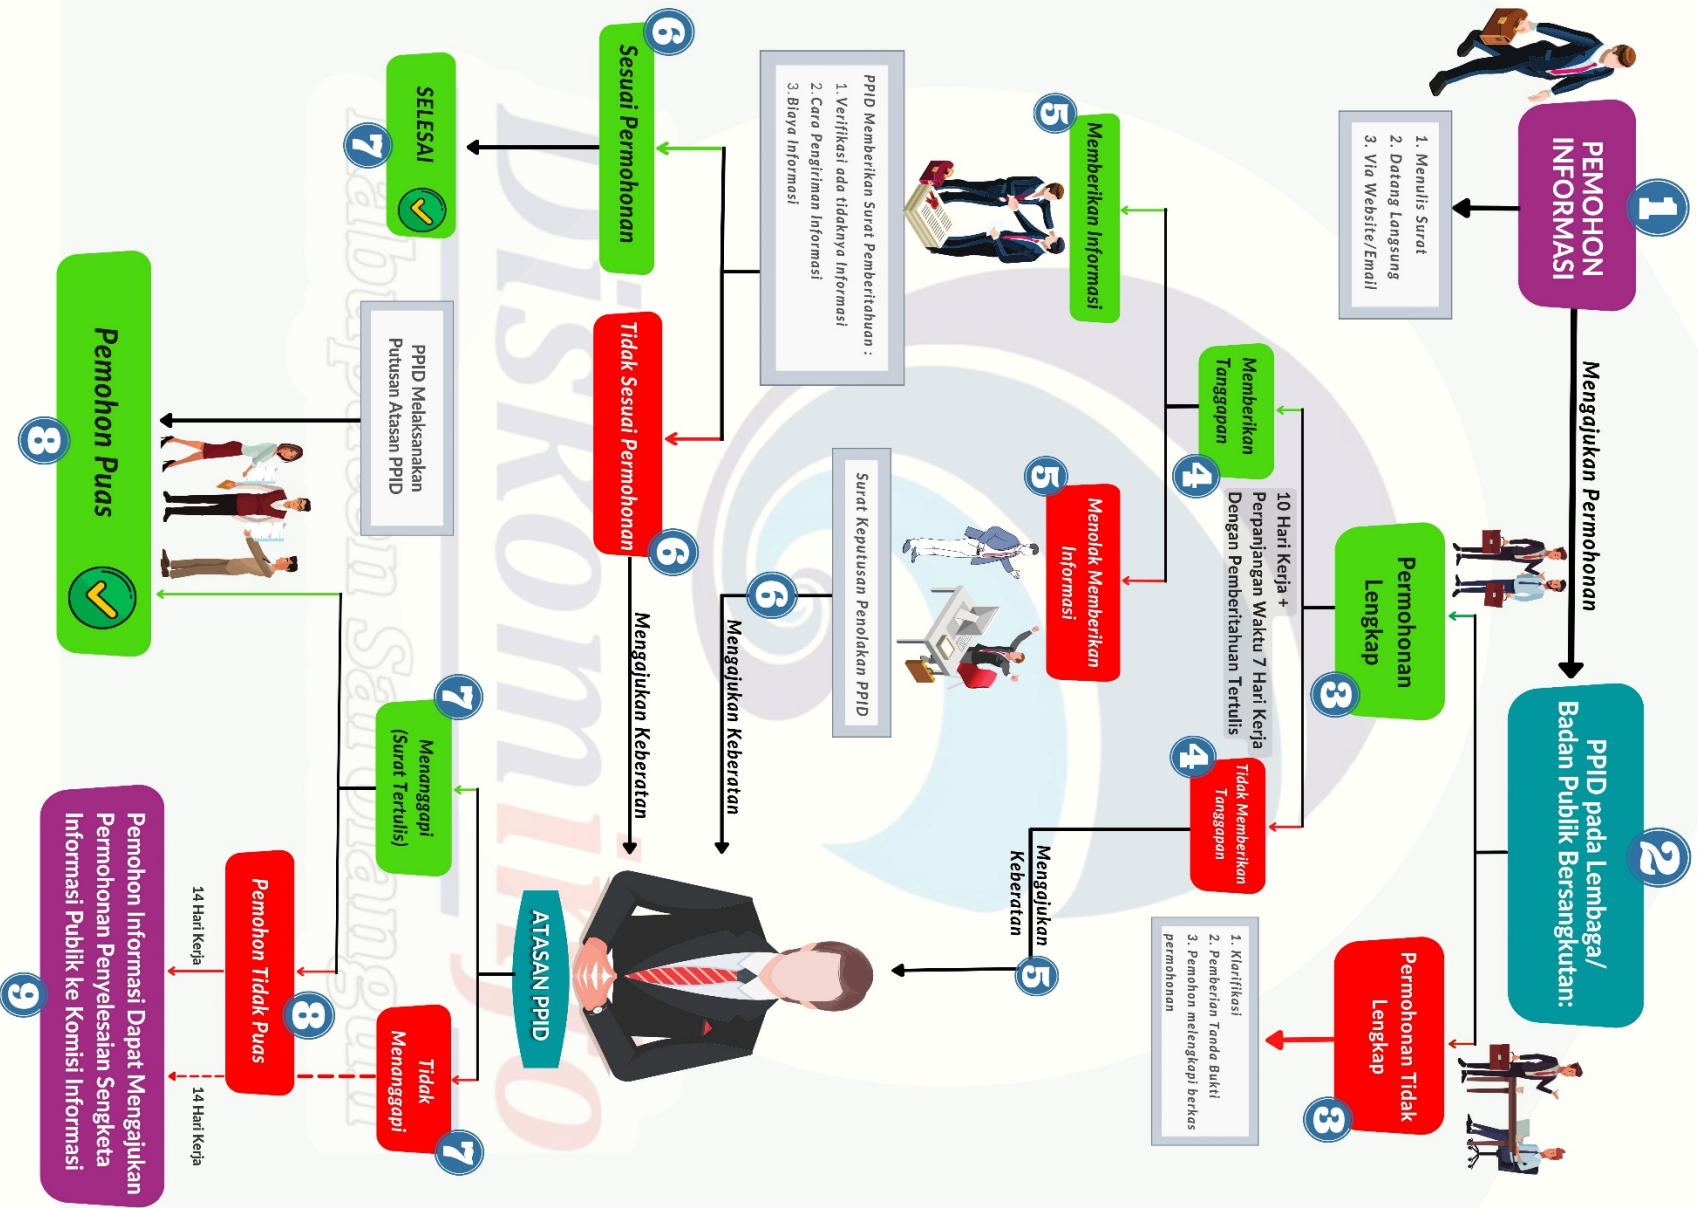 1
PEMOHON
INFORMASI
1. Menulis Surat
2. Datang Langsung
3. Via Website/Email
Mengajukan Permohonan
2
PPID pada Lembaga/
Badan Publik Bersangkutan:
Permohonan
Lengkap
3
Permohonan Tidak
Lengkap
3
1. Klarifikasi
2. Pemberian Tanda Bukti
3. Pemohon melengkapi berkas
permohonan
Memberikan
Tanggapan
4
10 Hari Kerja +
Perpanjangan Waktu 7 Hari Kerja
Dengan Pemberitahuan Tertulis
4
Tidak Memberikan
Tanggapan
Mengajukan
Keberatan
5
5
Memberikan Informasi
5
Menolak Memberikan
Informasi
PPID Memberikan Surat Pemberitahuan :
1. Verifikasi ada tidaknya Informasi
2. Cara Pengiriman Informasi
3. Biaya Informasi
Surat Keputusan Penolakan PPID
6
Mengajukan Keberatan
6
Sesuai Permohonan
Tidak Sesuai Permohonan
6
Mengajukan Keberatan
SELESAI
7
ATASAN PPID
PPID Melaksanakan
Putusan Atasan PPID
7
Menanggapi
(Surat Tertulis)
Tidak
Menanggapi
7
Pemohon Puas
8
Pemohon Tidak Puas
8
14 Hari Kerja
14 Hari Kerja
Pemohon Informasi Dapat Mengajukan
Permohonan Penyelesaian Sengketa
Informasi Publik ke Komisi Informasi
9
Diskominfo
Kabupaten Sarolangun